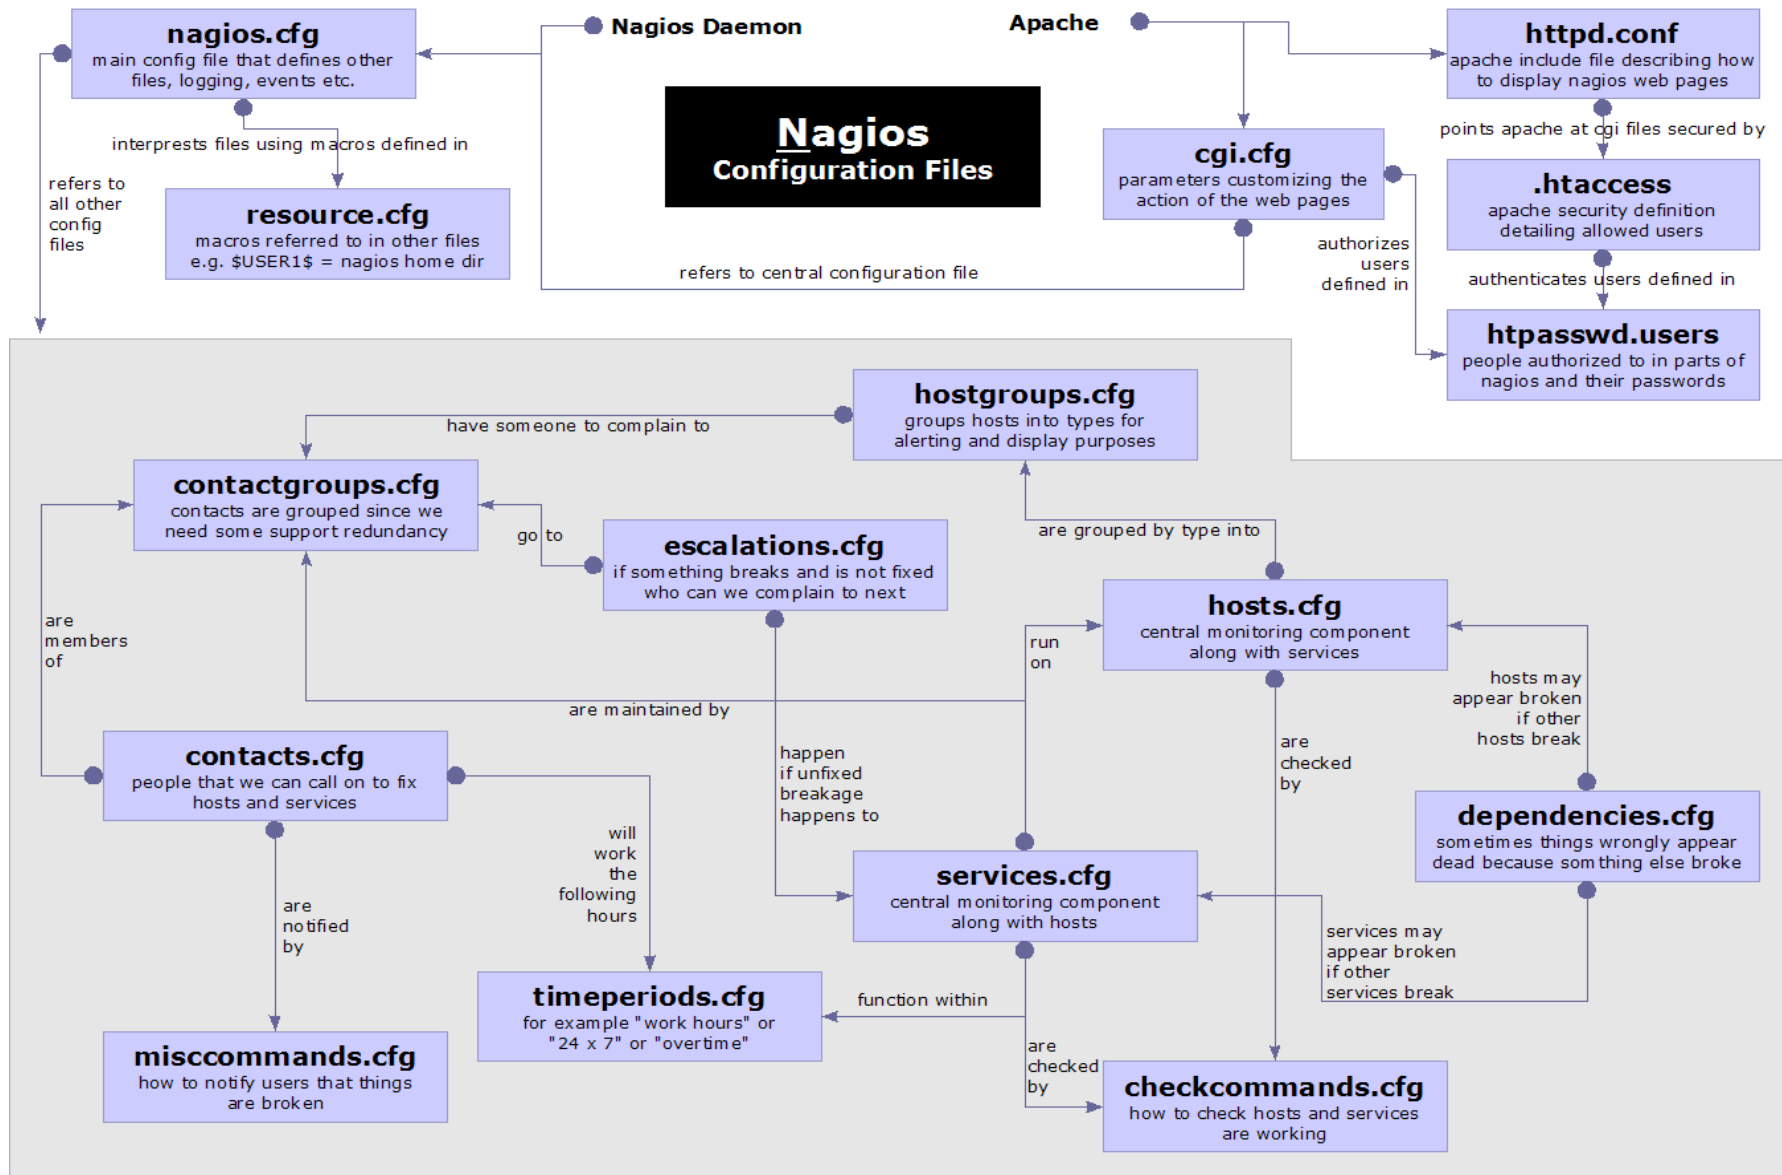 nagios.cfg
main config file that defines other
files, logging, events etc.
Nagios Daemon
Apache
httpd.conf
apache include file describing how
to display nagios web pages
Nagios
Configuration Files
interprests files using macros defined in
points apache at cgi files secured by
cgi.cfg
parameters customizing the
action of the web pages
refers to
all other
config
files
resource.cfg
macros referred to in other files
e.g. $USER1$ = nagios home dir
.htaccess
apache security definition
detailing allowed users
refers to central configuration file
authorizes
users
defined in
authenticates users defined in
htpasswd.users
people authorized to in parts of
nagios and their passwords
hostgroups.cfg
groups hosts into types for
alerting and display purposes
have someone to complain to
contactgroups.cfg
contacts are grouped since we
need some support redundancy
go to
escalations.cfg
if something breaks and is not fixed
who can we complain to next
are grouped by type into
hosts.cfg
central monitoring component
along with services
are
members
of
run
on
are maintained by
hosts may
appear broken
if other
hosts break
contacts.cfg
people that we can call on to fix
hosts and services
happen
if unfixed
breakage
happens to
are
checked
by
dependencies.cfg
sometimes things wrongly appear
dead because somthing else broke
will
work
the
following
hours
services.cfg
central monitoring component
along with hosts
are
notified
by
services may
appear broken
if other
services break
timeperiods.cfg
for example "work hours" or
"24 x 7" or "overtime"
function within
are
checked
by
misccommands.cfg
how to notify users that things
are broken
checkcommands.cfg
how to check hosts and services
are working